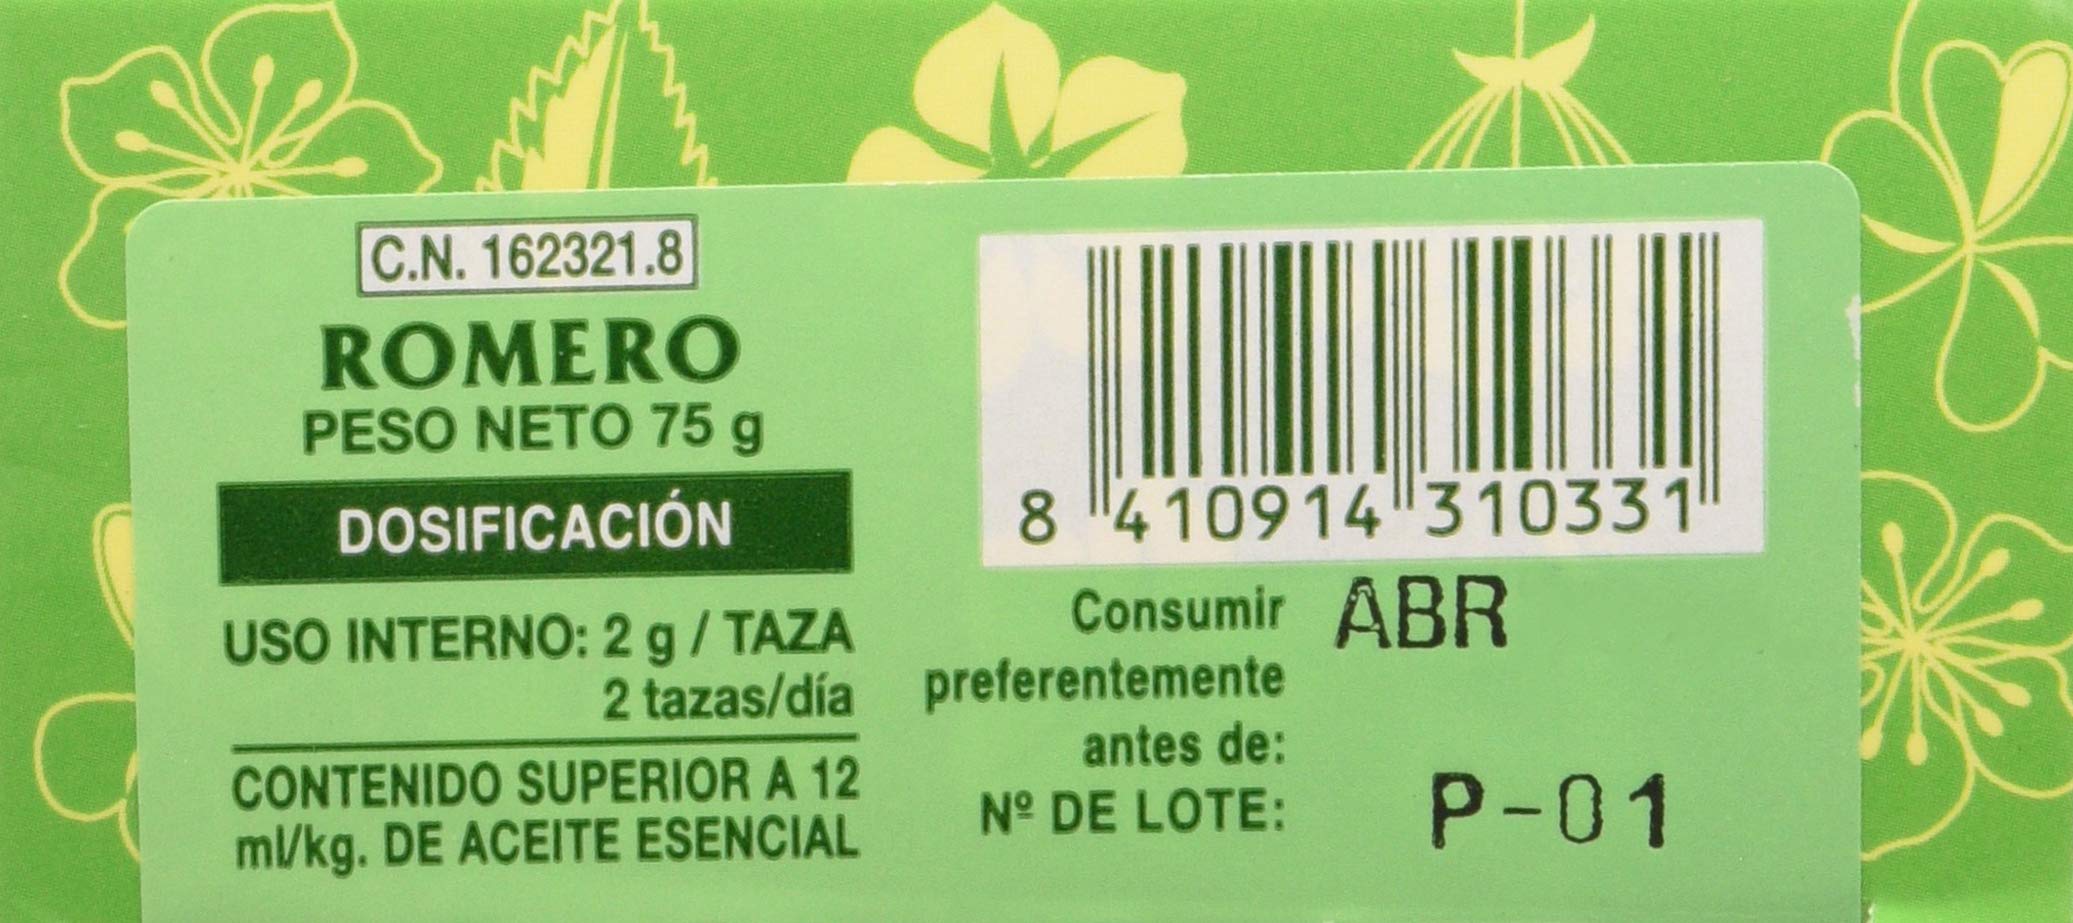 C.N. 162321.8
ROMERO
PESO NETO 75 g
DOSIFICACIÓN
USO INTERNO: 2 g / TAZA
2 tazas/día
CONTENIDO SUPERIOR A 12
ml/kg. DE ACEITE ESENCIAL
8 410914 310331
Consumir ABR
preferentemente
antes de:
Nº DE LOTE: P-01